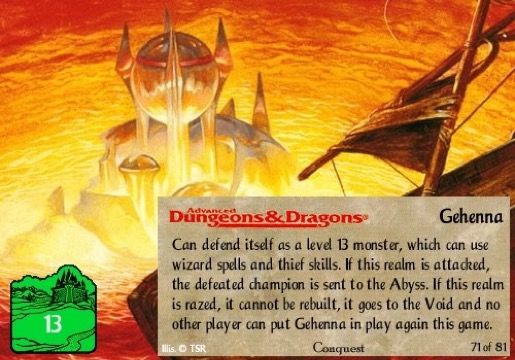 Advanced
Dungeons & Dragons®
Gehenna
Can defend itself as a level 13 monster, which can use
wizard spells and thief skills. If this realm is attacked,
the defeated champion is sent to the Abyss. If this realm
is razed, it cannot be rebuilt, it goes to the Void and no
other player can put Gehenna in play again this game.
13
Illis. © TSR
Conquest
71 of 81